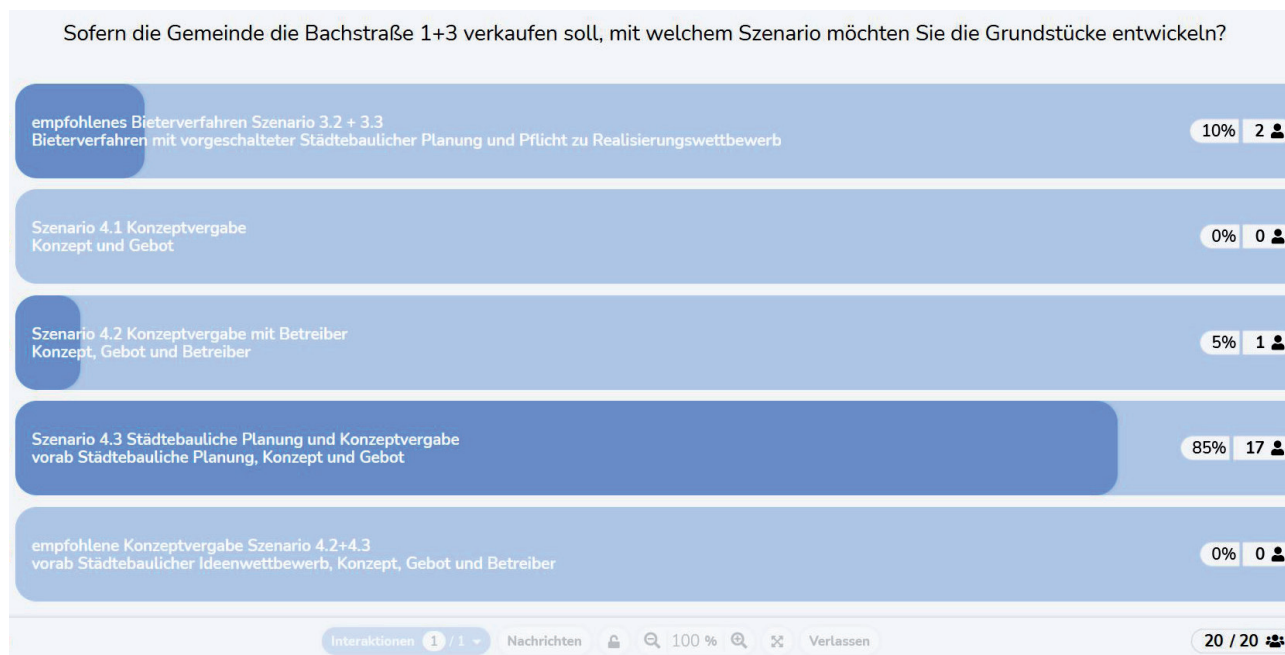 Sofern die Gemeinde die Bachstraße 1+3 verkaufen soll, mit welchem Szenario möchten Sie die Grundstücke entwickeln?
empfohlenes Bieterverfahren Szenario 3.2 + 3.3
Bieterverfahren mit vorgeschalteter Städtebaulicher Planung und Pflicht zu Realisierungswettbewerb
10% 2
Szenario 4.1 Konzeptvergabe
Konzept und Gebot
0% 0
Szenario 4.2 Konzeptvergabe mit Betreiber
Konzept, Gebot und Betreiber
5% 1
Szenario 4.3 Städtebauliche Planung und Konzeptvergabe
vorab Städtebauliche Planung, Konzept und Gebot
85% 17
empfohlene Konzeptvergabe Szenario 4.2+4.3
vorab Städtebaulicher Ideenwettbewerb, Konzept, Gebot und Betreiber
0% 0
Interaktionen 1 / 1 Nachrichten 100 % Verlassen 20 / 20